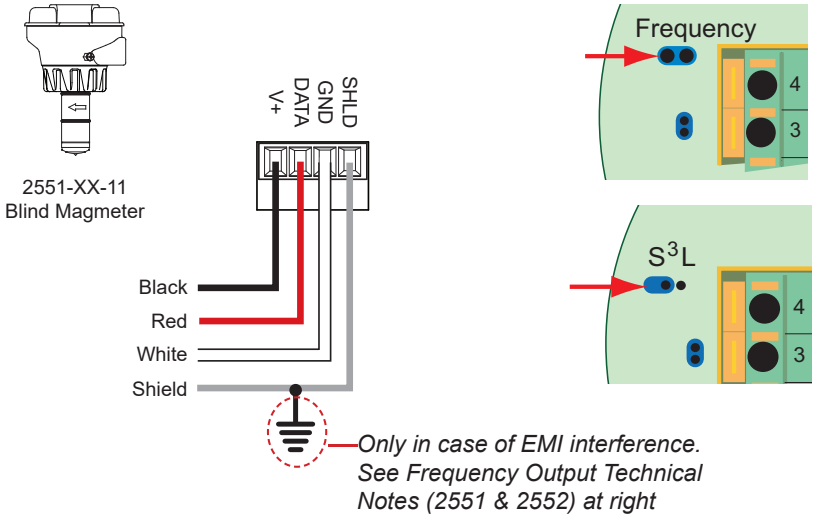 2551-XX-11
Blind Magmeter
V+
DATA
GND
SHLD
Black
Red
White
Shield
Only in case of EMI interference.
See Frequency Output Technical
Notes (2551 & 2552) at right
Frequency
4
3
S³L
4
3